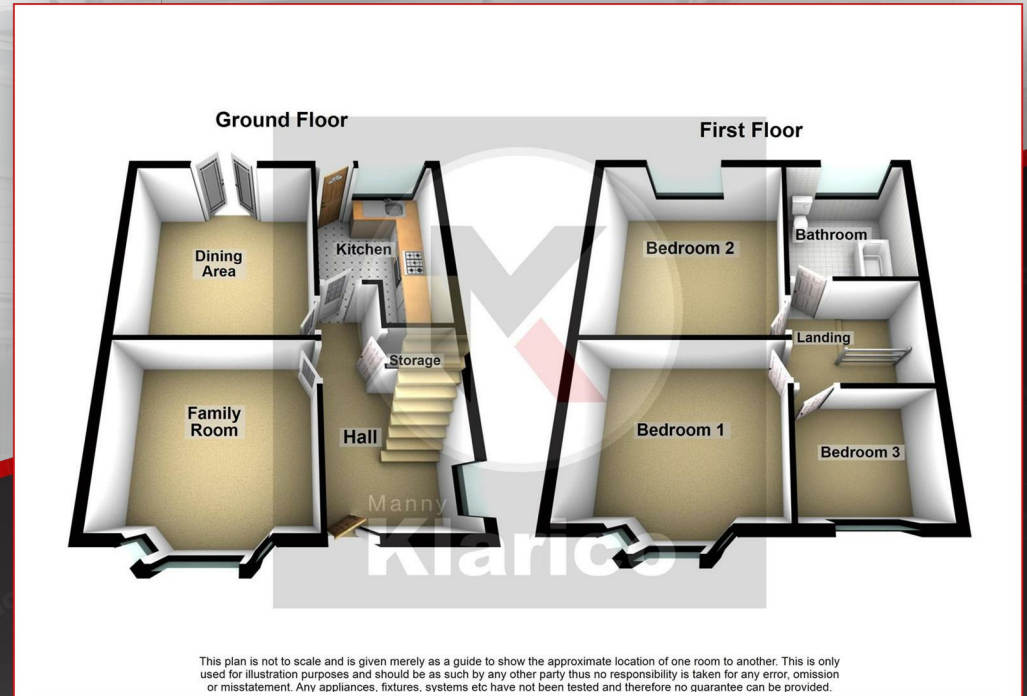 Ground Floor
First Floor
Dining
Area
Kitchen
Storage
Family
Room
Hall
Bedroom 2
Bathroom
Landing
Bedroom 1
Bedroom 3
Manny
Klarico
This plan is not to scale and is given merely as a guide to show the approximate location of one room to another. This is only
used for illustration purposes and should be as such by any other party thus no responsibility is taken for any error, omission
or misstatement. Any appliances, fixtures, systems etc have not been tested and therefore no guarantee can be provided.